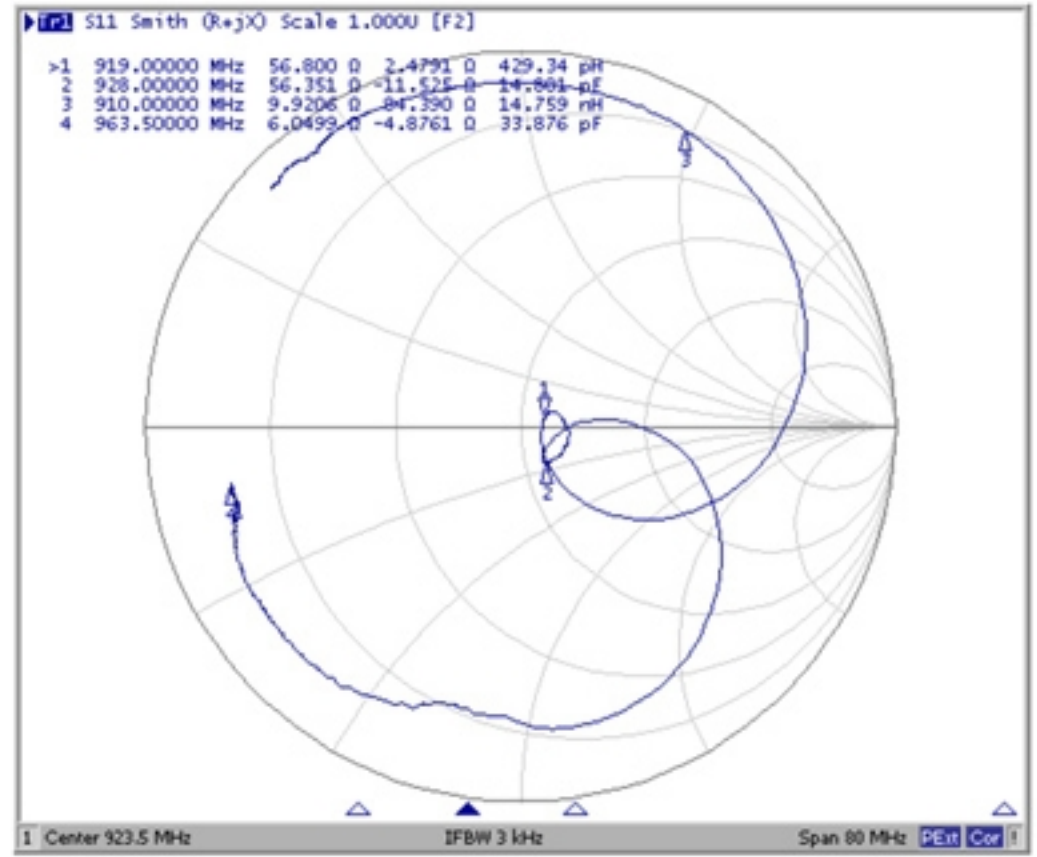 Tr1 S11 Smith (R+jX) Scale 1.000U [F2]
>1 919.00000 MHz 56.800 Ω 2.4791 Ω 429.34 pH
2 928.00000 MHz 56.351 Ω -11.525 Ω 14.881 pF
3 910.00000 MHz 9.9206 Ω 84.390 Ω 14.759 nH
4 963.50000 MHz 6.0499 Ω -4.8761 Ω 33.876 pF
3
1
2
4
1 Center 923.5 MHz IFBW 3 kHz Span 80 MHz PExt Cor !